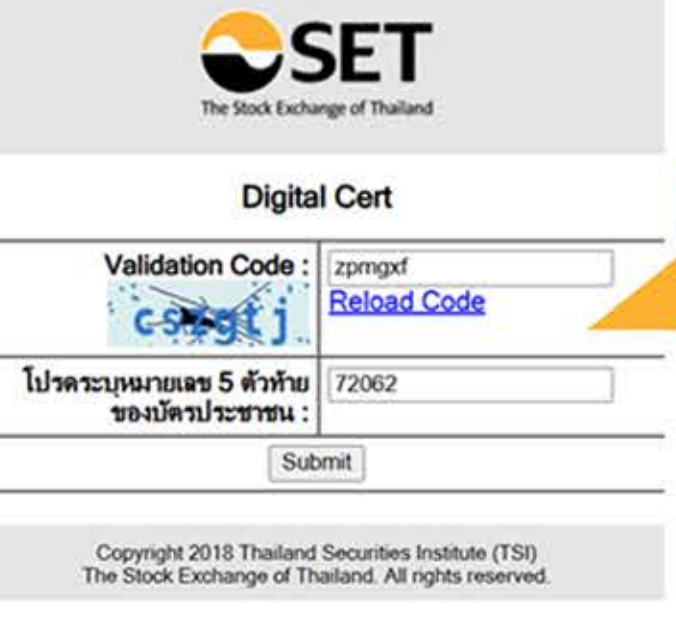 SET
The Stock Exchange of Thailand
Digital Cert
Validation Code : zpmgxf
Reload Code
โปรดระบุหมายเลข 5 ตัวท้าย 72062
ของบัตรประชาชน :
Submit
Copyright 2018 Thailand Securities Institute (TSI)
The Stock Exchange of Thailand. All rights reserved.